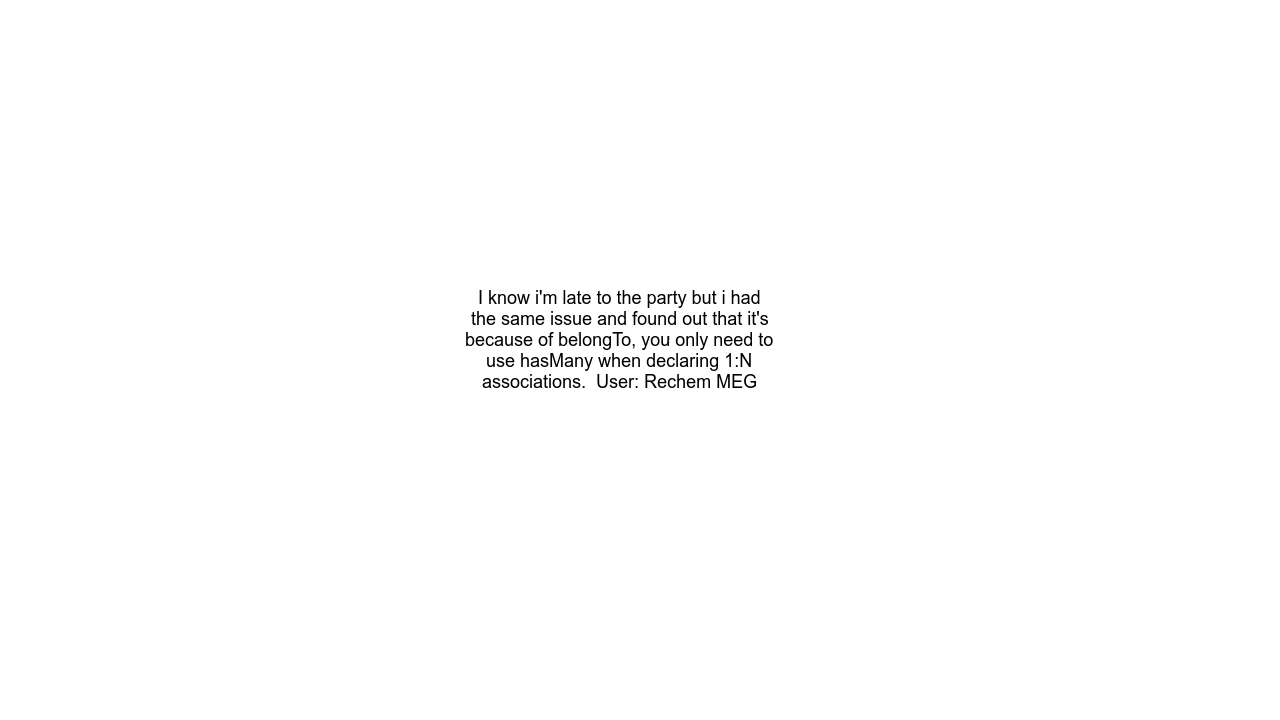 I know i'm late to the party but i had
the same issue and found out that it's
because of belongTo, you only need to
use hasMany when declaring 1:N
associations.  User: Rechem MEG